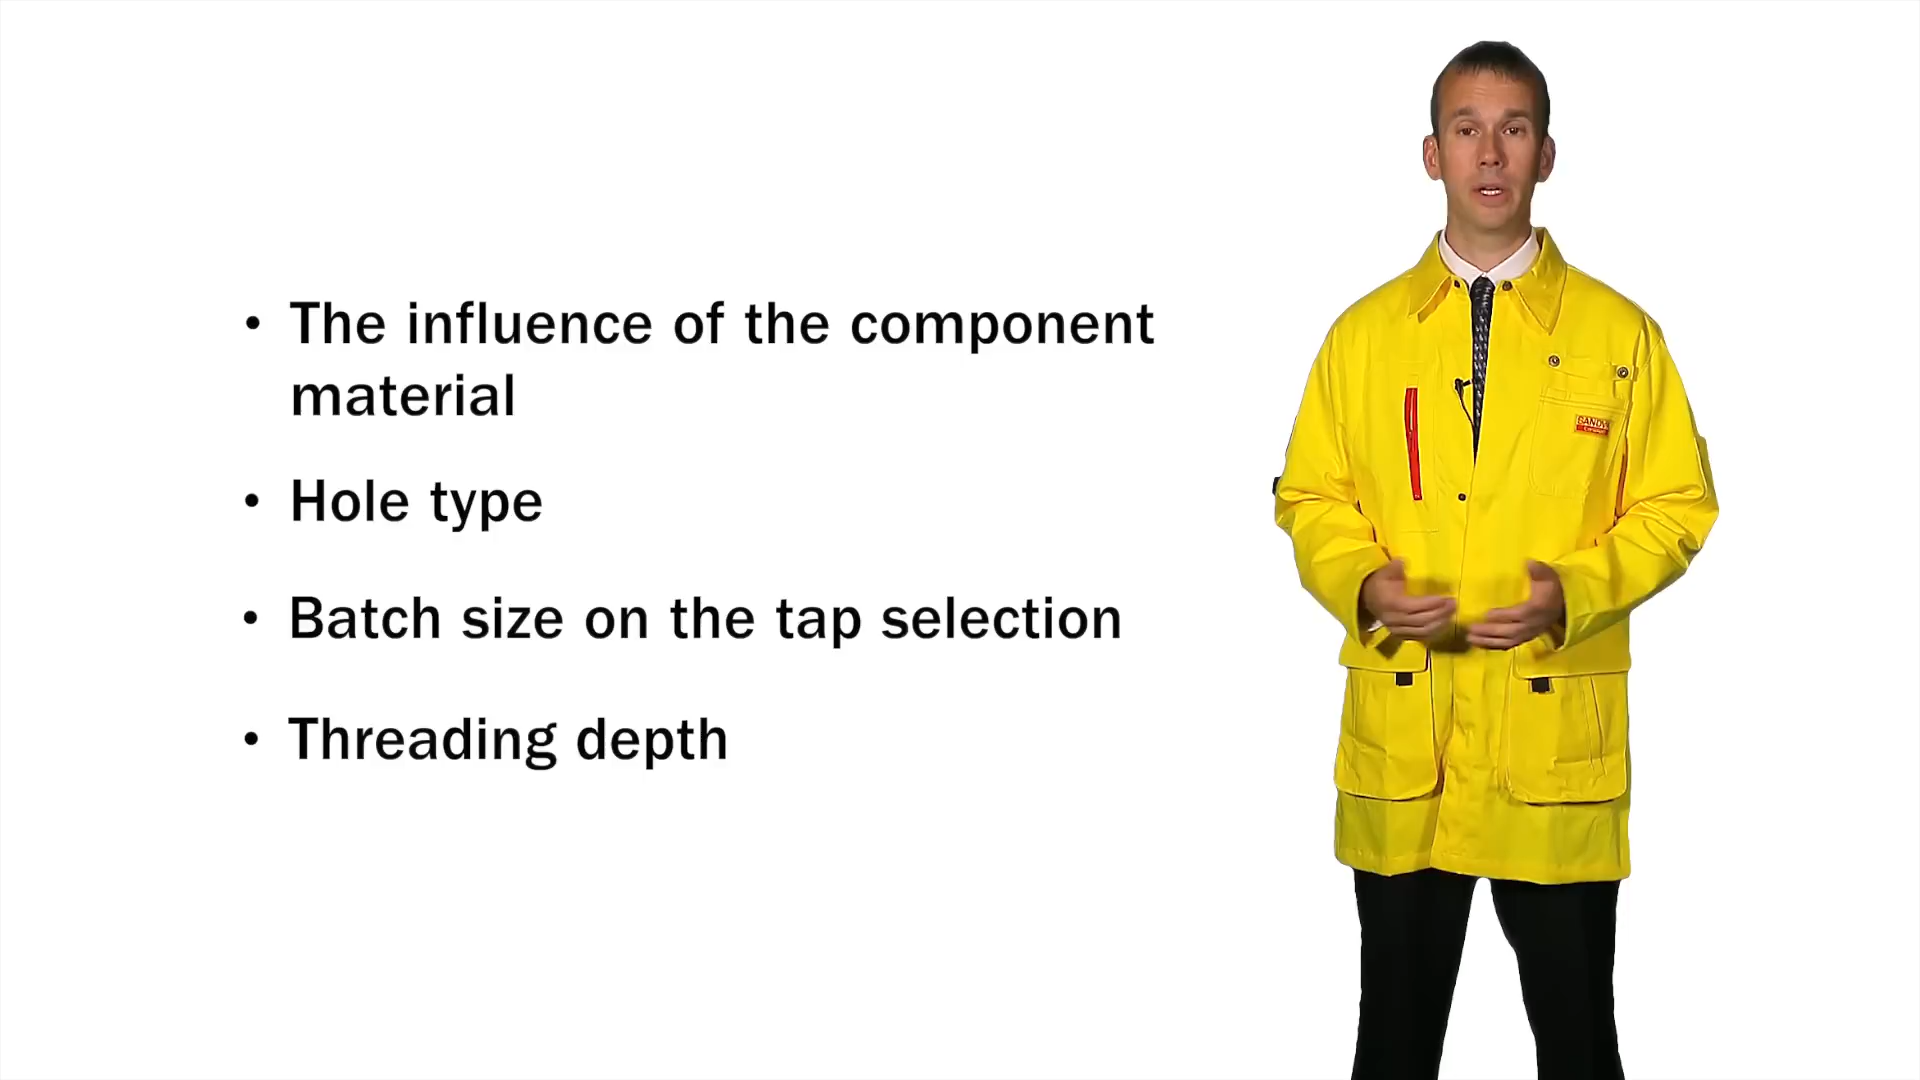 • The influence of the component
material
• Hole type
• Batch size on the tap selection
• Threading depth